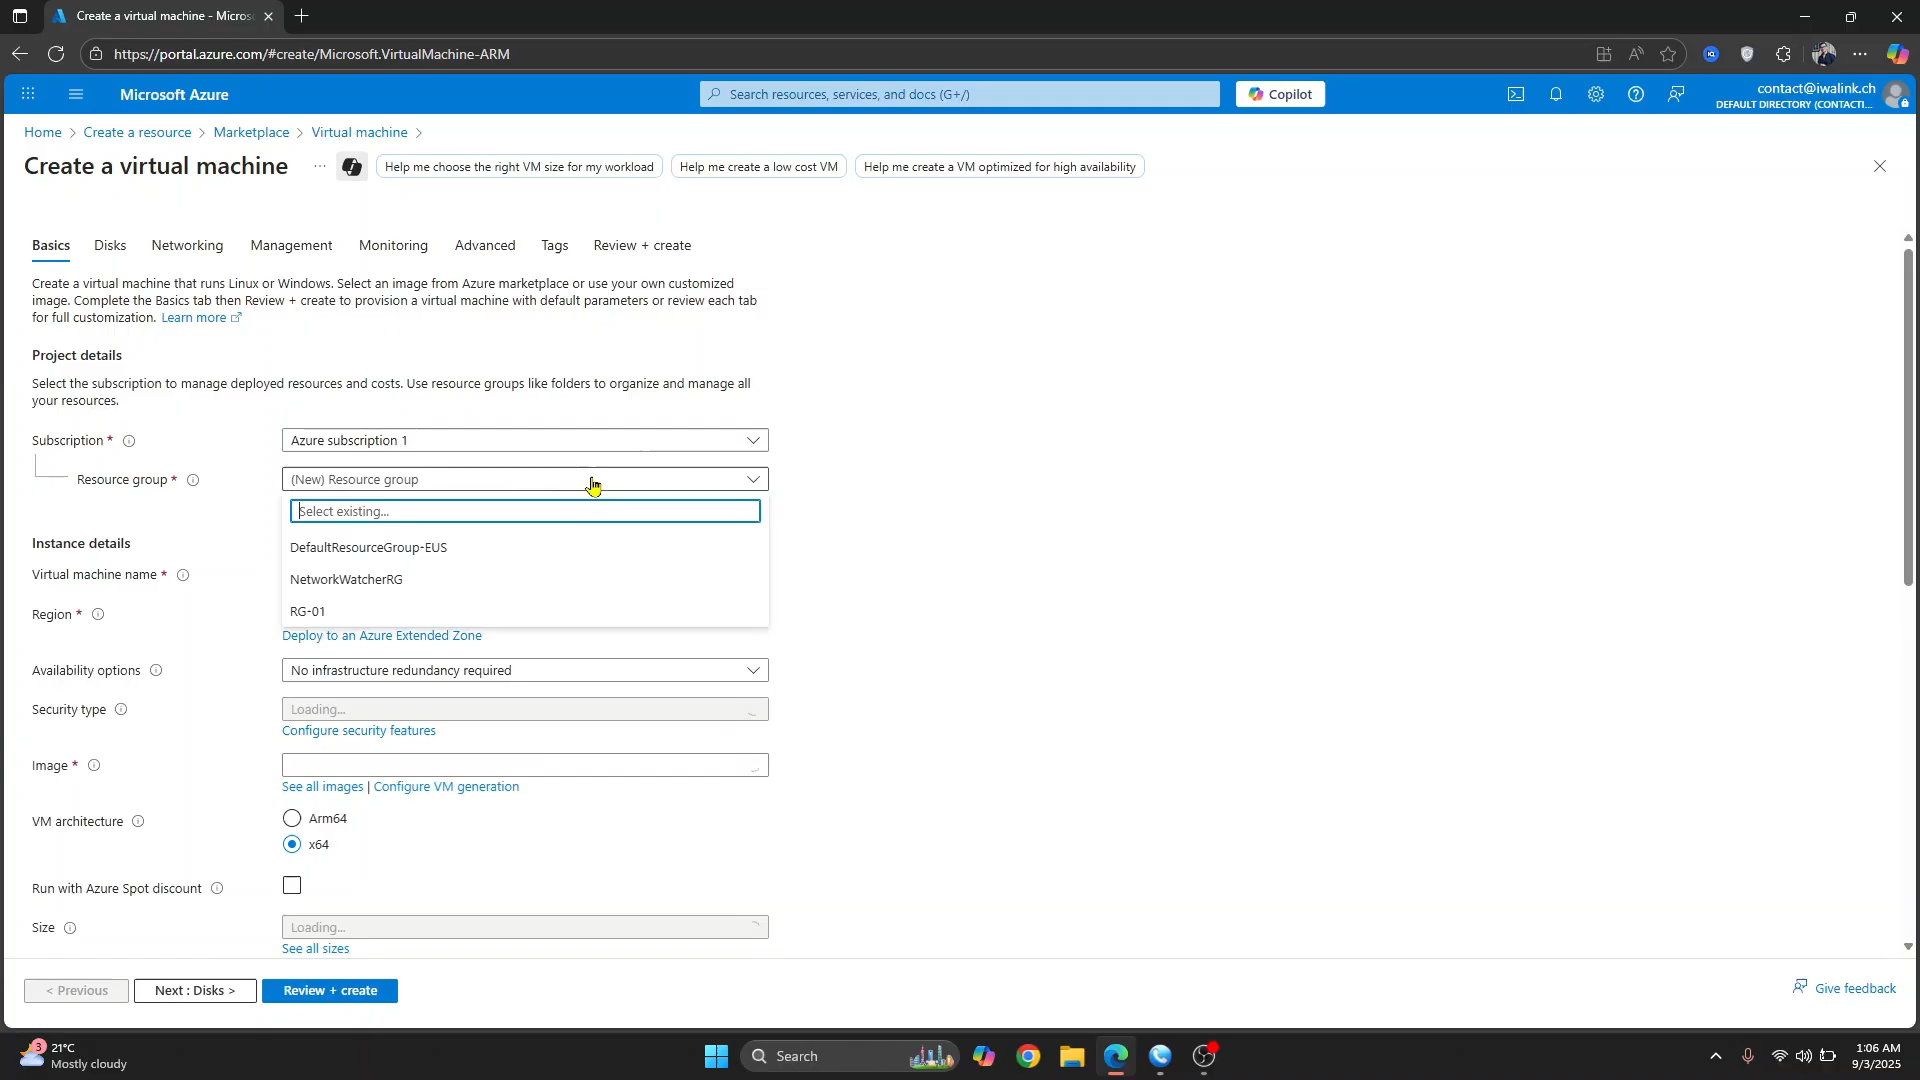 Create a virtual machine - Micros
https://portal.azure.com/#create/Microsoft.VirtualMachine-ARM
Microsoft Azure
Search resources, services, and docs (G+/)
Copilot
contact@iwalink.ch
DEFAULT DIRECTORY (CONTACTI...
Home > Create a resource > Marketplace > Virtual machine >
Create a virtual machine
...
Help me choose the right VM size for my workload
Help me create a low cost VM
Help me create a VM optimized for high availability
Basics
Disks
Networking
Management
Monitoring
Advanced
Tags
Review + create
Create a virtual machine that runs Linux or Windows. Select an image from Azure marketplace or use your own customized
image. Complete the Basics tab then Review + create to provision a virtual machine with default parameters or review each tab
for full customization. Learn more
Project details
Select the subscription to manage deployed resources and costs. Use resource groups like folders to organize and manage all
your resources.
Subscription *
Azure subscription 1
Resource group *
(New) Resource group
Select existing...
DefaultResourceGroup-EUS
NetworkWatcherRG
RG-01
Instance details
Virtual machine name *
Region *
Deploy to an Azure Extended Zone
Availability options
No infrastructure redundancy required
Security type
Loading...
Configure security features
Image *
See all images | Configure VM generation
VM architecture
Arm64
x64
Run with Azure Spot discount
Size
Loading...
See all sizes
< Previous
Next : Disks >
Review + create
Give feedback
3
21°C
Mostly cloudy
Search
1:06 AM
9/3/2025